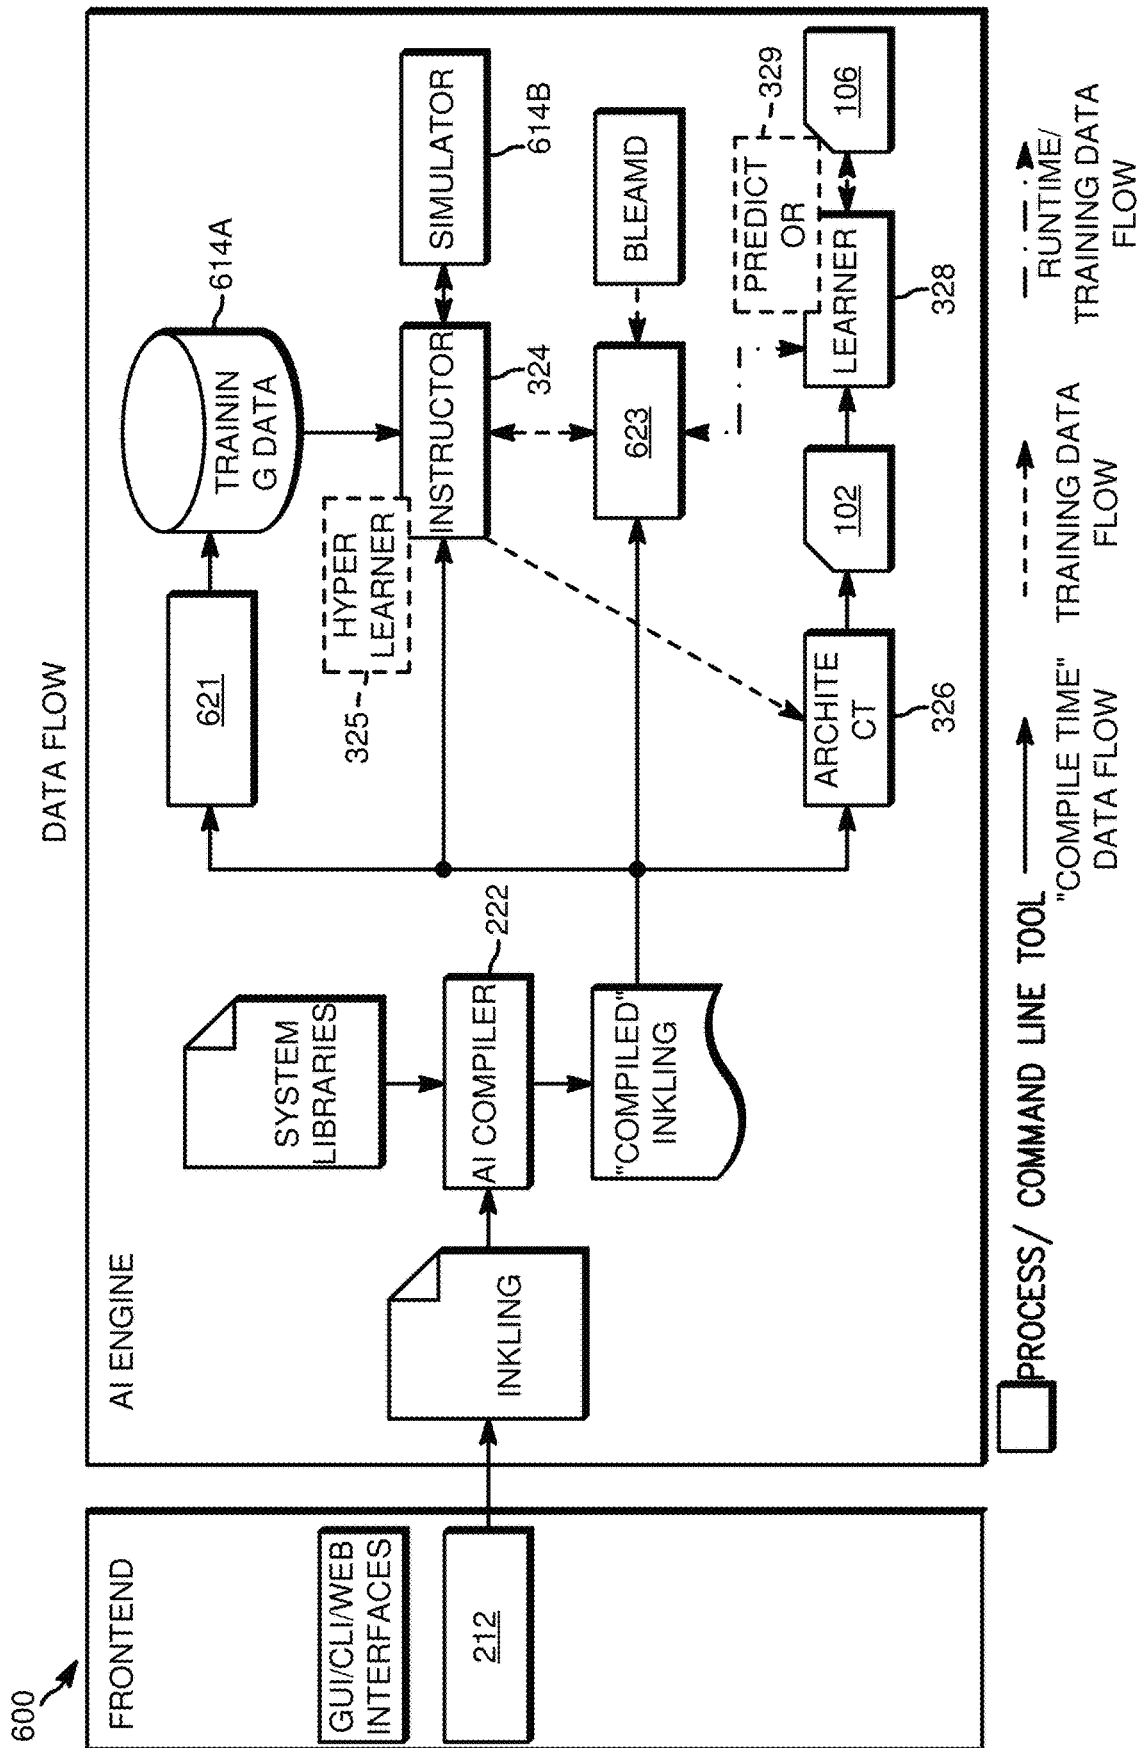 600
DATA FLOW
FRONTEND
GUI/CLI/WEB
INTERFACES
212
AI ENGINE
INKLING
SYSTEM
LIBRARIES
AI COMPILER
222
"COMPILED"
INKLING
621
TRAININ
G DATA
614A
325
HYPER
LEARNER
INSTRUCTOR
324
SIMULATOR
614B
623
BLEAMD
ARCHITE
CT
326
102
PREDICT
OR
329
LEARNER
328
106
PROCESS/ COMMAND LINE TOOL
"COMPILE TIME"
DATA FLOW
TRAINING DATA
FLOW
RUNTIME/
TRAINING DATA
FLOW